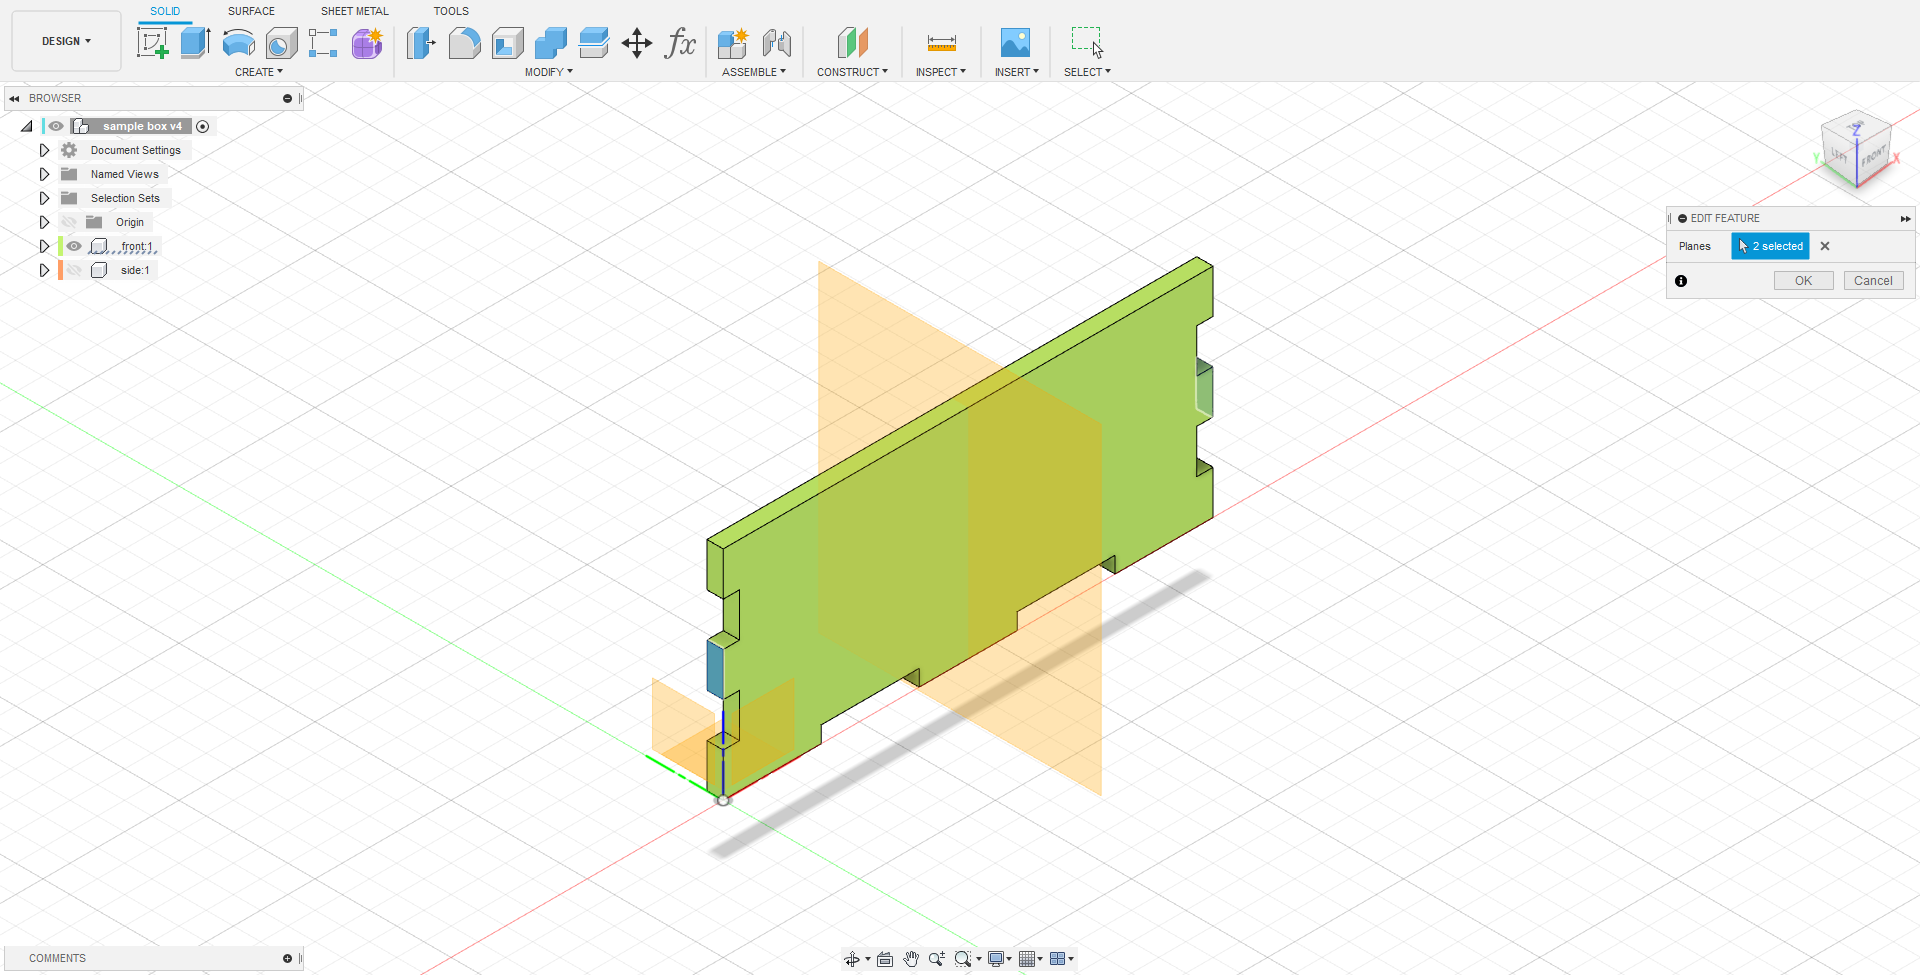 SOLID SURFACE SHEET METAL TOOLS
DESIGN
fx
CREATE MODIFY ASSEMBLE CONSTRUCT INSPECT INSERT SELECT
BROWSER
sample box v4
Document Settings
Named Views
Selection Sets
Origin
front:1
side:1
Z
Y
X
LEFT
FRONT
EDIT FEATURE
Planes 2 selected
OK Cancel
COMMENTS